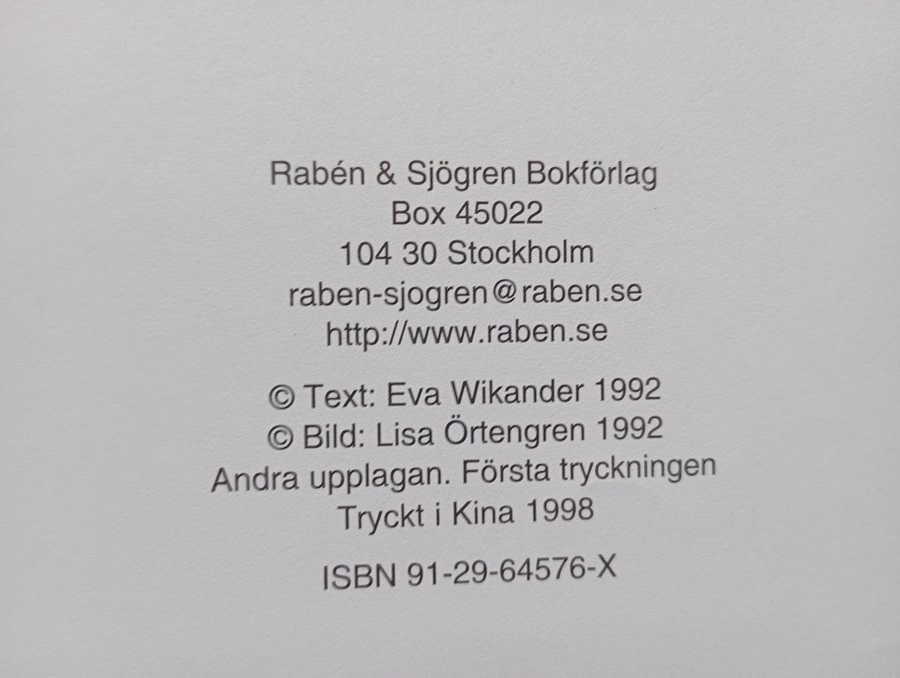 Rabén & Sjögren Bokförlag
Box 45022
104 30 Stockholm
raben-sjogren@raben.se
http://www.raben.se
© Text: Eva Wikander 1992
© Bild: Lisa Örtengren 1992
Andra upplagan. Första tryckningen
Tryckt i Kina 1998
ISBN 91-29-64576-X